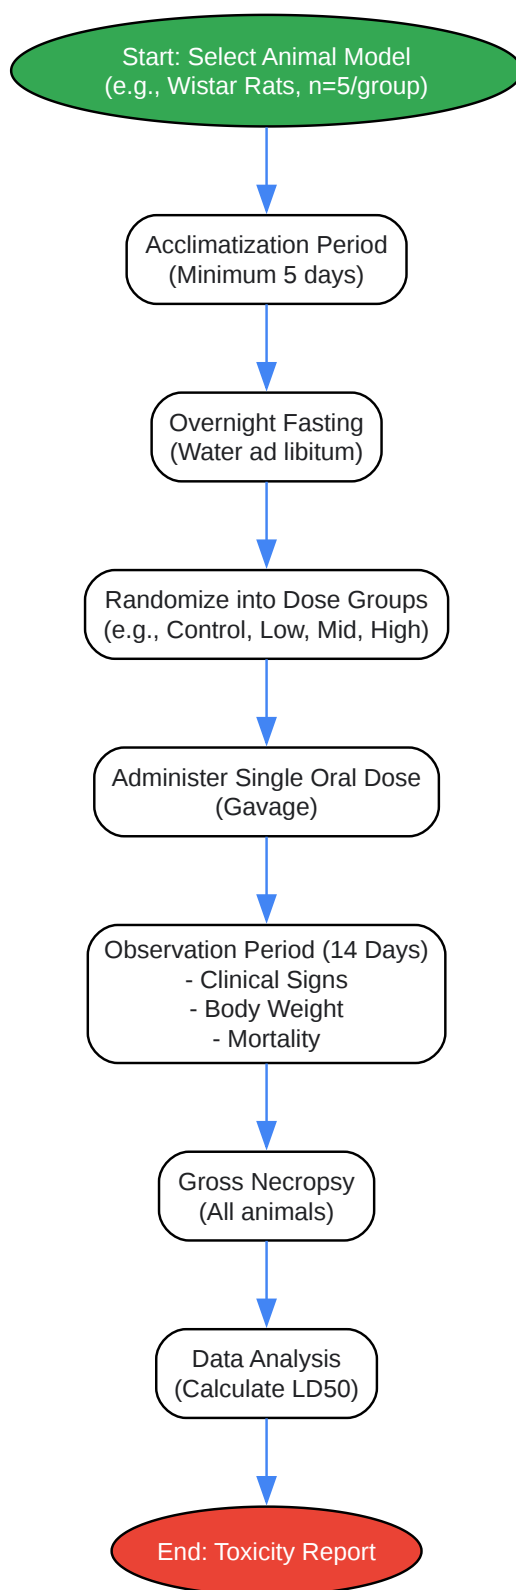 Start: Select Animal Model
(e.g., Wistar Rats, n=5/group)
Acclimatization Period
(Minimum 5 days)
Overnight Fasting
(Water ad libitum)
Randomize into Dose Groups
(e.g., Control, Low, Mid, High)
Administer Single Oral Dose
(Gavage)
Observation Period (14 Days)
- Clinical Signs
- Body Weight
- Mortality
Gross Necropsy
(All animals)
Data Analysis
(Calculate LD50)
End: Toxicity Report